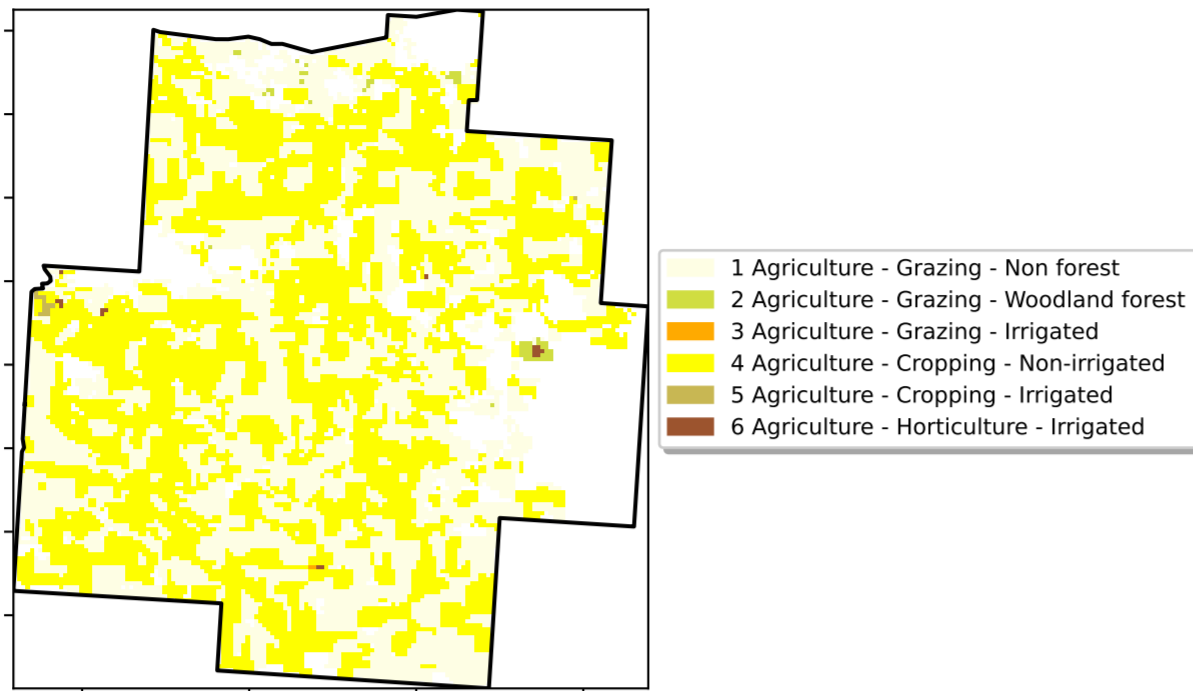 1 Agriculture - Grazing - Non forest
2 Agriculture - Grazing - Woodland forest
3 Agriculture - Grazing - Irrigated
4 Agriculture - Cropping - Non-irrigated
5 Agriculture - Cropping - Irrigated
6 Agriculture - Horticulture - Irrigated